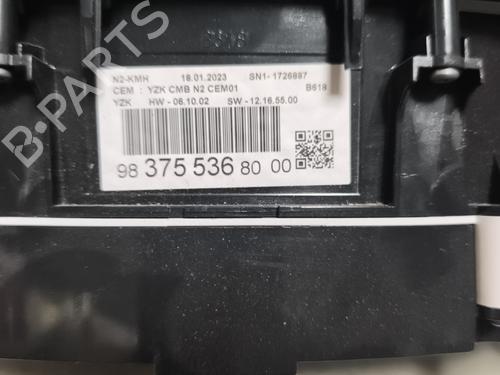 N2-KMH 18.01.2023 SN1-1726887
CEM : YZK CMB N2 CEM01 B618
YZK HW - 06.10.02 SW - 12.16.55.00
98 375 536 80 00
B-PARTS